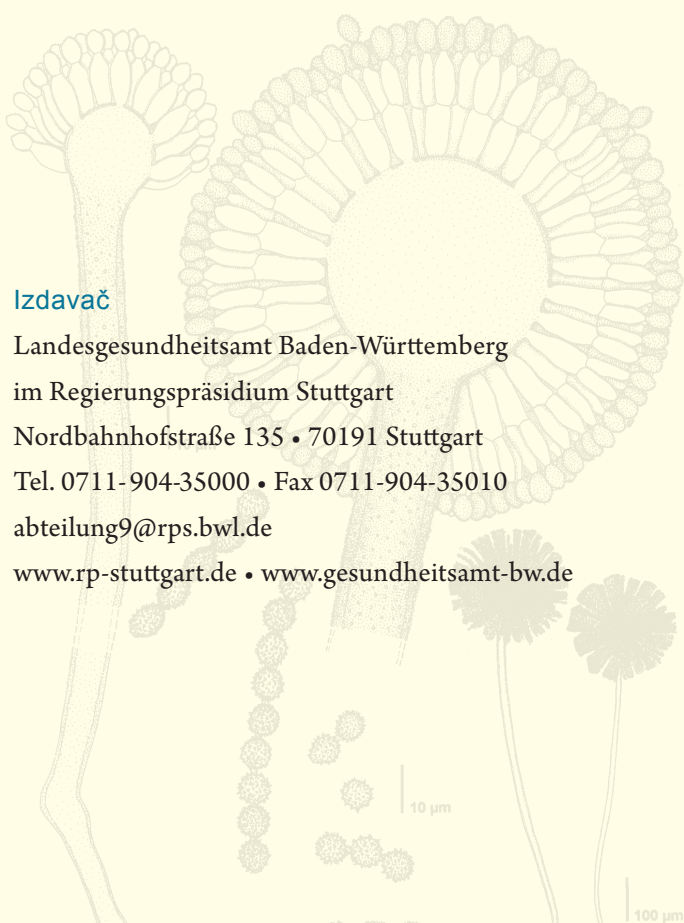 Izdavač
Landesgesundheitsamt Baden-Württemberg
im Regierungspräsidium Stuttgart
Nordbahnhofstraße 135 • 70191 Stuttgart
Tel. 0711-904-35000 • Fax 0711-904-35010
abteilung9@rps.bwl.de
www.rp-stuttgart.de • www.gesundheitsamt-bw.de
10 µm
100 µm